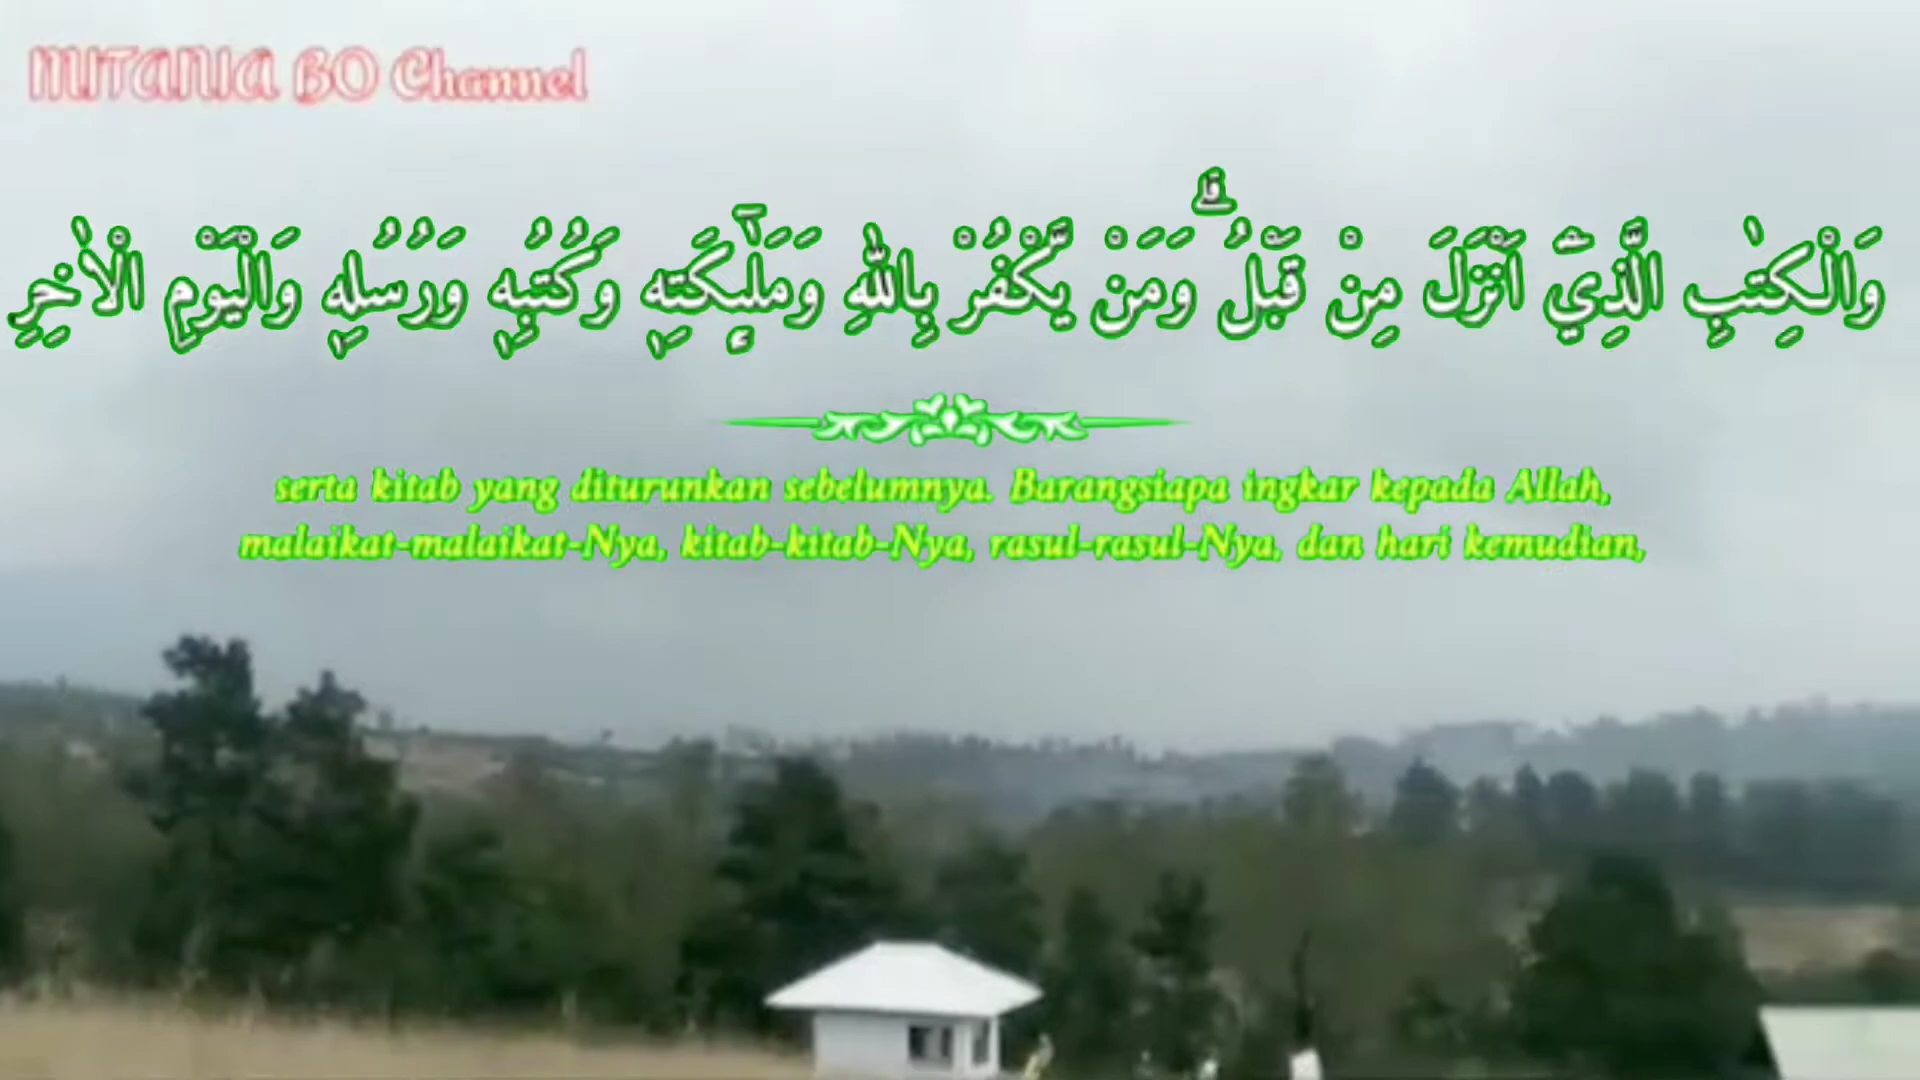 MITANIA BO Channel
وَالْكِتٰبِ الَّذِيْٓ اَنْزَلَ مِنْ قَبْلُ ۗوَمَنْ يَّكْفُرْ بِاللّٰهِ وَمَلٰۤىِٕكَتِهٖ وَكُتُبِهٖ وَرُسُلِهٖ وَالْيَوْمِ الْاٰخِرِ
serta kitab yang diturunkan sebelumnya. Barangsiapa ingkar kepada Allah,
malaikat-malaikat-Nya, kitab-kitab-Nya, rasul-rasul-Nya, dan hari kemudian,